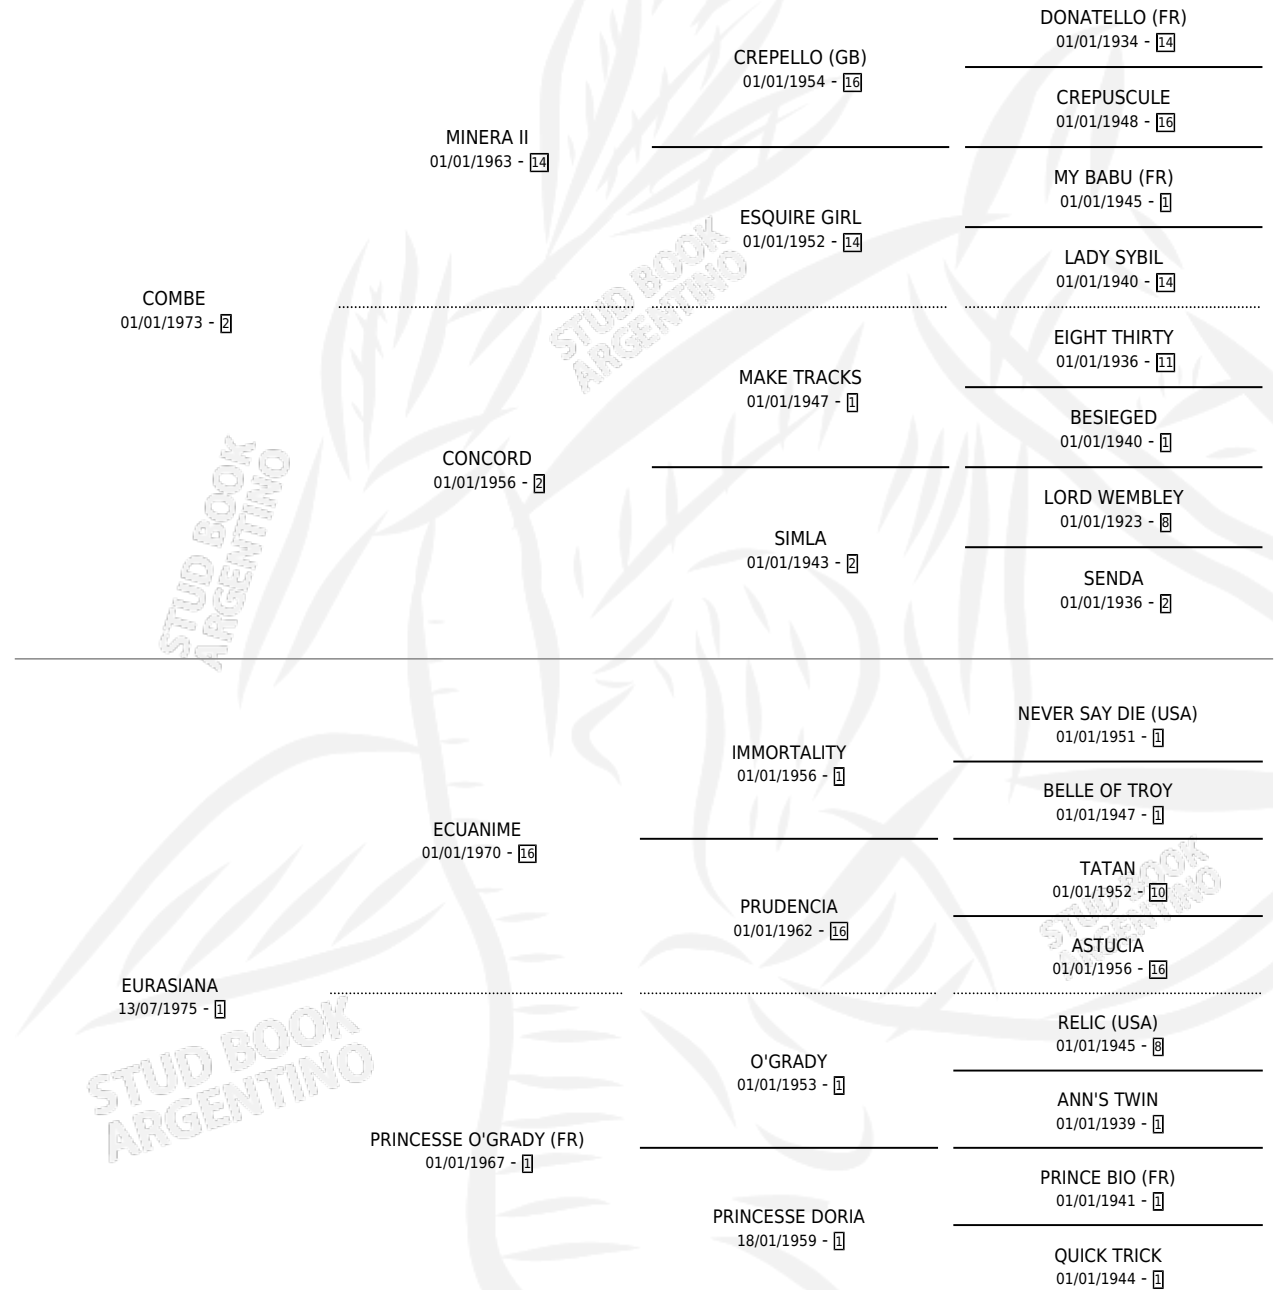 DONATELLO (FR)
01/01/1934 - 14
CREPELLO (GB)
01/01/1954 - 16
CREPUSCULE
01/01/1948 - 16
MINERA II
01/01/1963 - 14
MY BABU (FR)
01/01/1945 - 1
ESQUIRE GIRL
01/01/1952 - 14
LADY SYBIL
01/01/1940 - 14
COMBE
01/01/1973 - 2
EIGHT THIRTY
01/01/1936 - 11
MAKE TRACKS
01/01/1947 - 1
BESIEGED
01/01/1940 - 1
CONCORD
01/01/1956 - 2
LORD WEMBLEY
01/01/1923 - 8
SIMLA
01/01/1943 - 2
SENDA
01/01/1936 - 2
NEVER SAY DIE (USA)
01/01/1951 - 1
IMMORTALITY
01/01/1956 - 1
BELLE OF TROY
01/01/1947 - 1
ECUANIME
01/01/1970 - 16
TATAN
01/01/1952 - 10
PRUDENCIA
01/01/1962 - 16
ASTUCIA
01/01/1956 - 16
EURASIANA
13/07/1975 - 1
RELIC (USA)
01/01/1945 - 8
O'GRADY
01/01/1953 - 1
ANN'S TWIN
01/01/1939 - 1
PRINCESSE O'GRADY (FR)
01/01/1967 - 1
PRINCE BIO (FR)
01/01/1941 - 1
PRINCESSE DORIA
18/01/1959 - 1
QUICK TRICK
01/01/1944 - 1
STUD BOOK
ARGENTINO
STUD BOOK
ARGENTINO
STUD BOOK
ARGENTINO
STUD BOOK
ARGENTINO